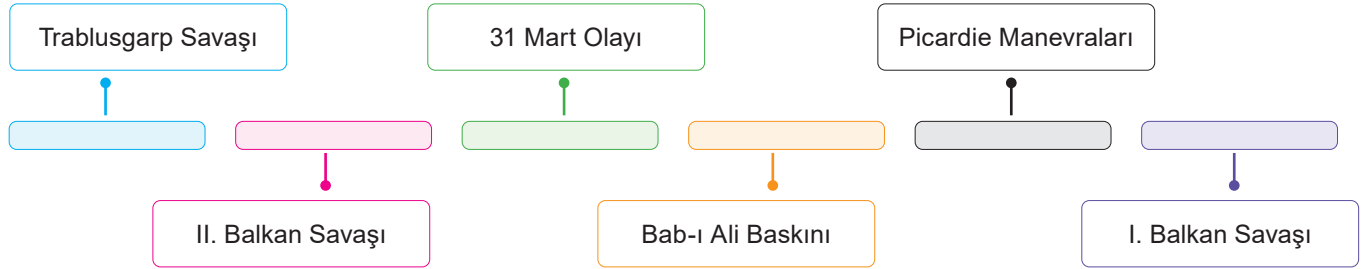 Trablusgarp Savaşı
31 Mart Olayı
Picardie Manevraları
II. Balkan Savaşı
Bab-ı Ali Baskını
I. Balkan Savaşı